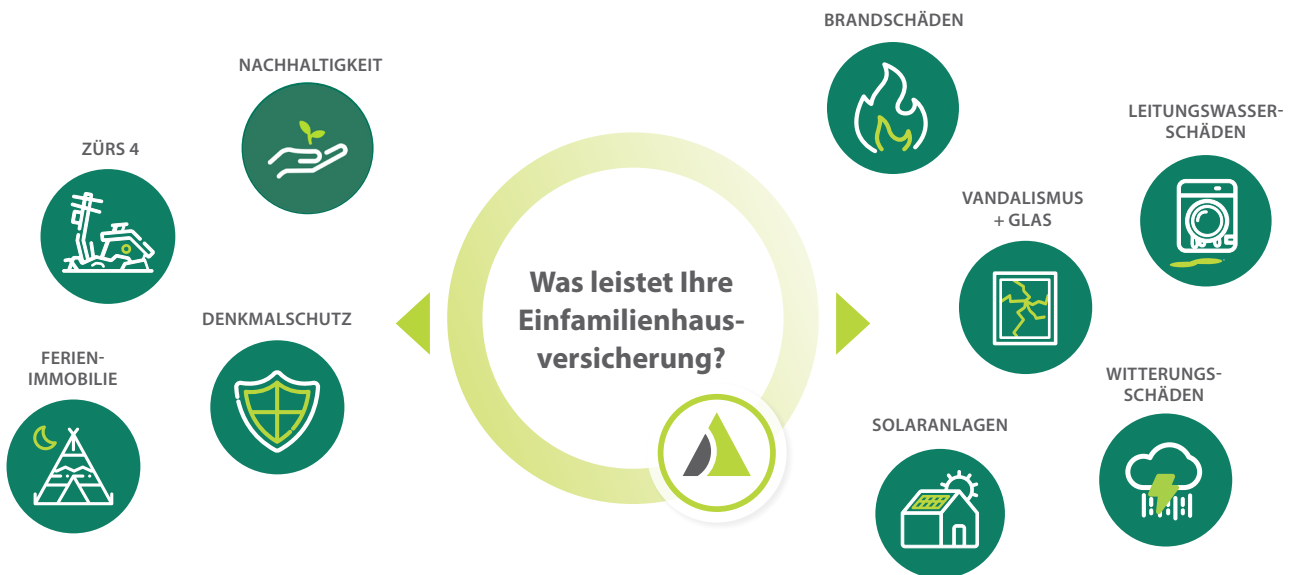 NACHHALTIGKEIT
ZÜRS 4
DENKMALSCHUTZ
FERIEN-
IMMOBILIE
Was leistet Ihre
Einfamilienhaus-
versicherung?
BRANDSCHÄDEN
LEITUNGSWASSER-
SCHÄDEN
VANDALISMUS
+ GLAS
WITTERUNGS-
SCHÄDEN
SOLARANLAGEN